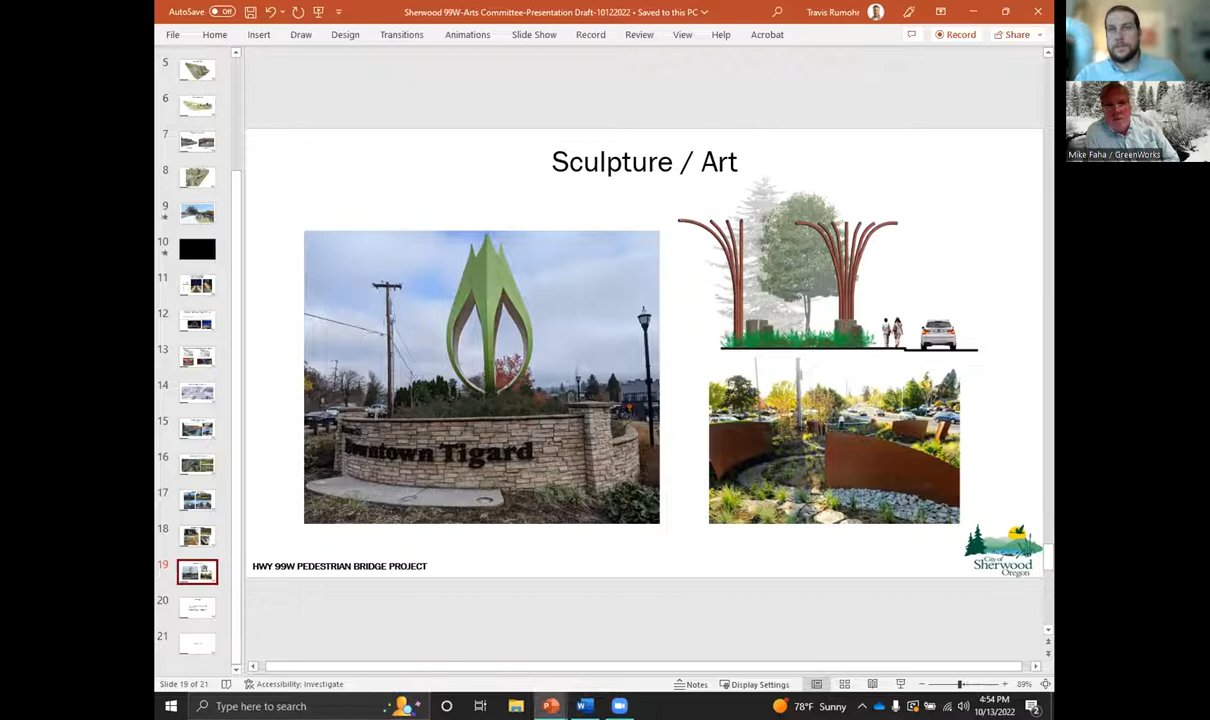 AutoSave Off
Sherwood 99W-Arts Committee-Presentation Draft-10122022 • Saved to this PC
Travis Rumohr
File Home Insert Draw Design Transitions Animations Slide Show Record Review View Help Acrobat
Record Share
5
6
7
8
9
10
11
12
13
14
15
16
17
18
19
20
21
Sculpture / Art
Downtown Tigard
HWY 99W PEDESTRIAN BRIDGE PROJECT
City of
Sherwood
Oregon
Mike Faha / GreenWorks
Slide 19 of 21
Accessibility: Investigate
Notes
Display Settings
89%
Type here to search
78°F Sunny
4:54 PM
10/13/2022
2